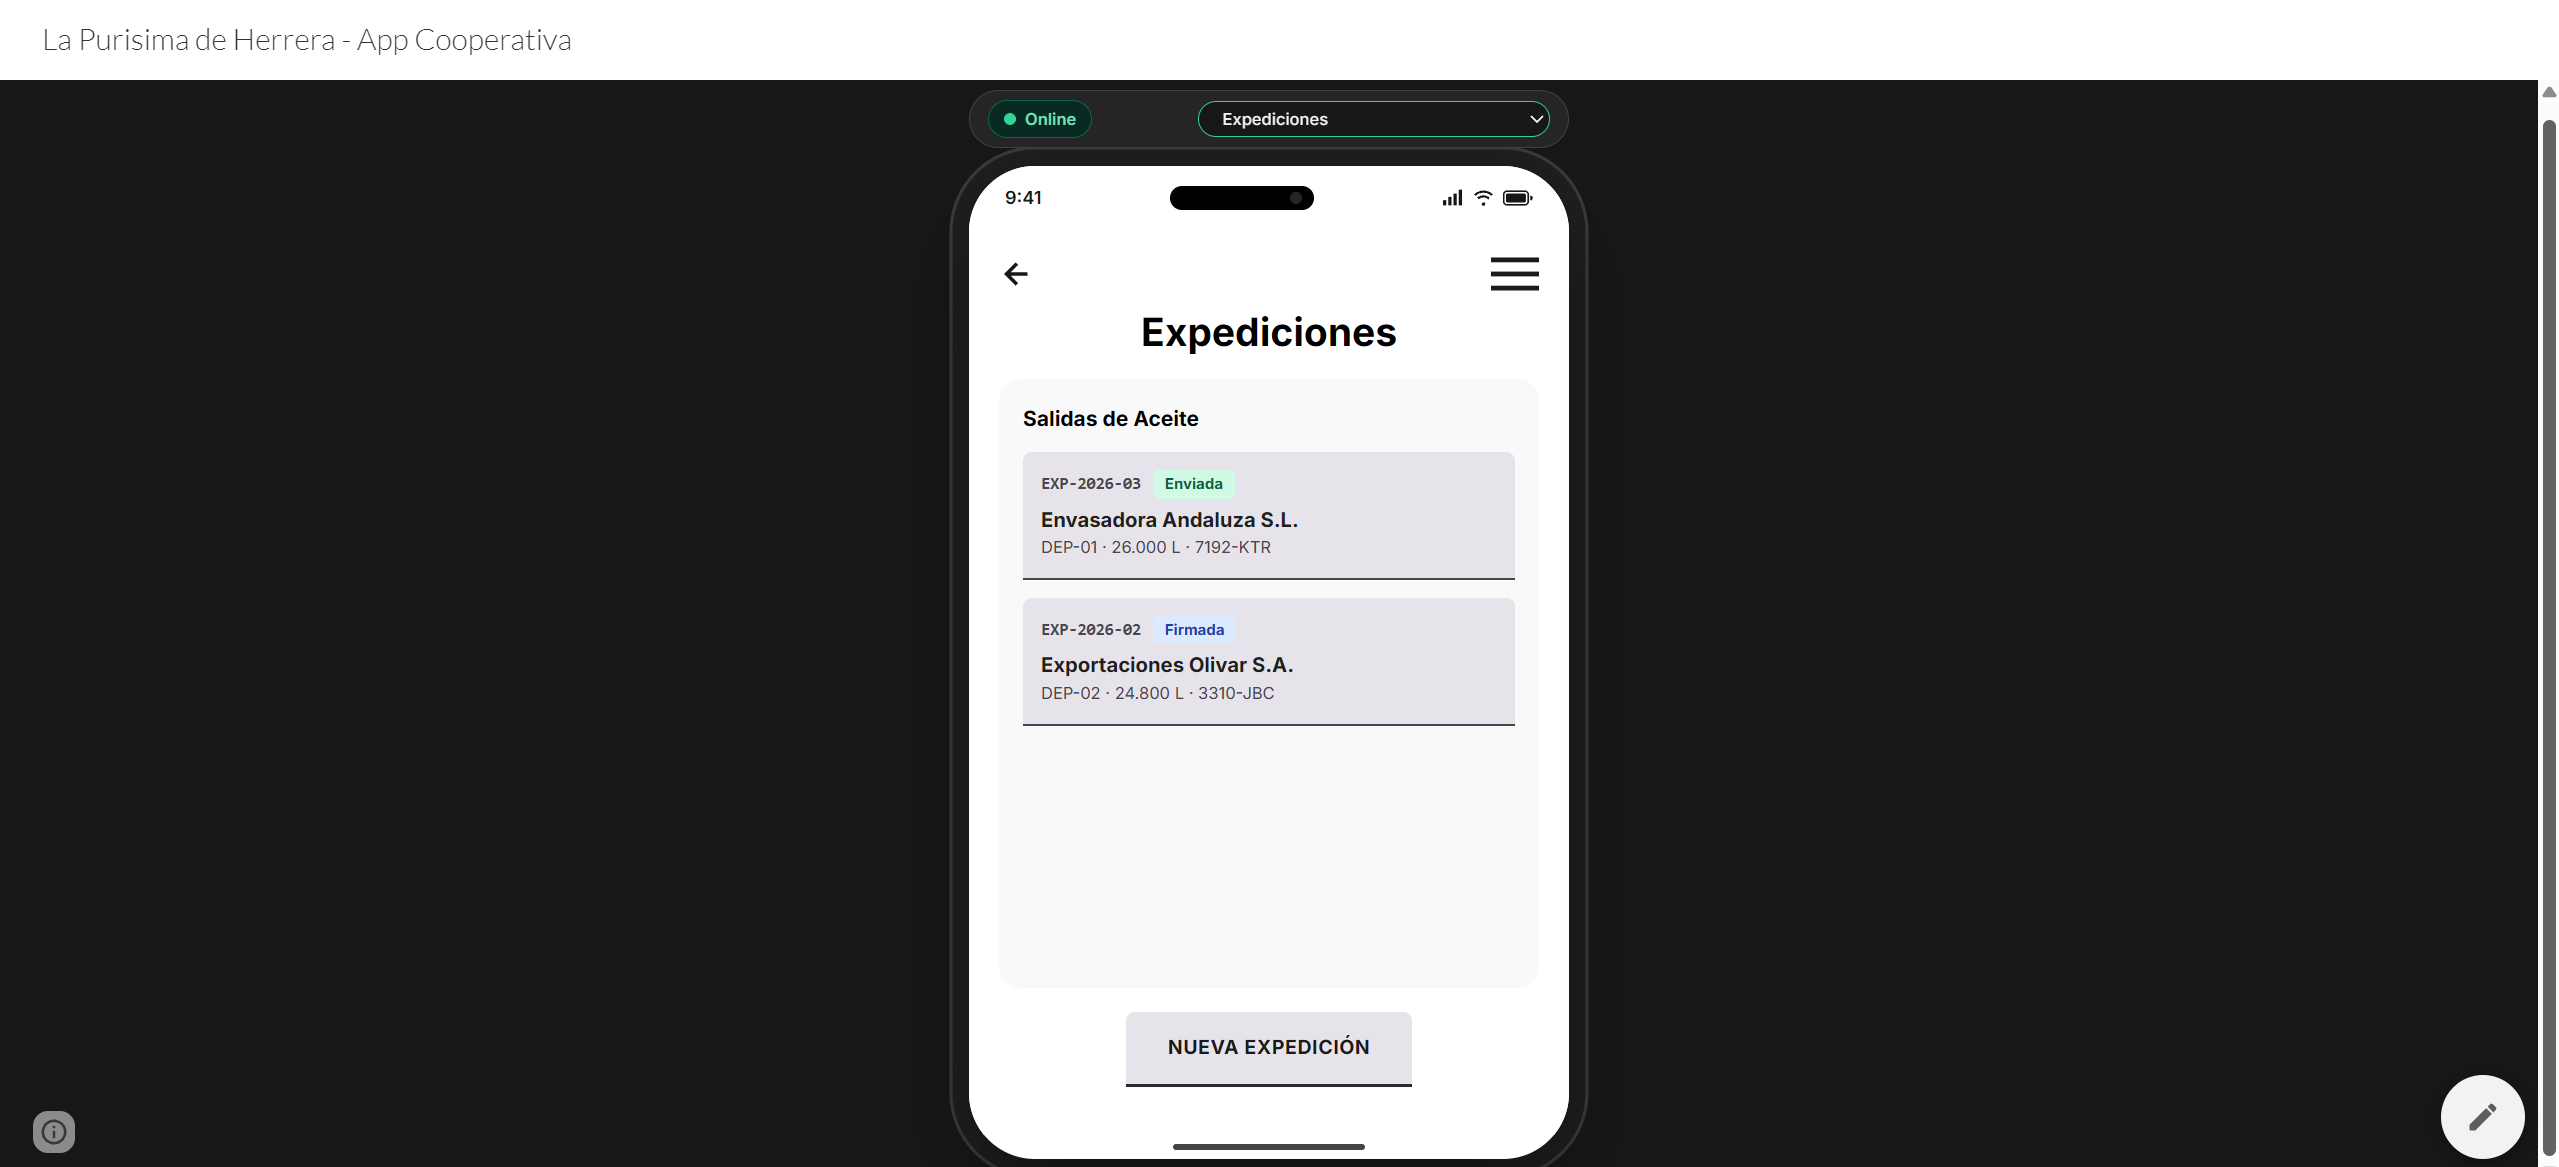 La Purisima de Herrera - App Cooperativa
Online
Expediciones
9:41
Expediciones
Salidas de Aceite
EXP-2026-03 Enviada
Envasadora Andaluza S.L.
DEP-01 · 26.000 L · 7192-KTR
EXP-2026-02 Firmada
Exportaciones Olivar S.A.
DEP-02 · 24.800 L · 3310-JBC
NUEVA EXPEDICIÓN